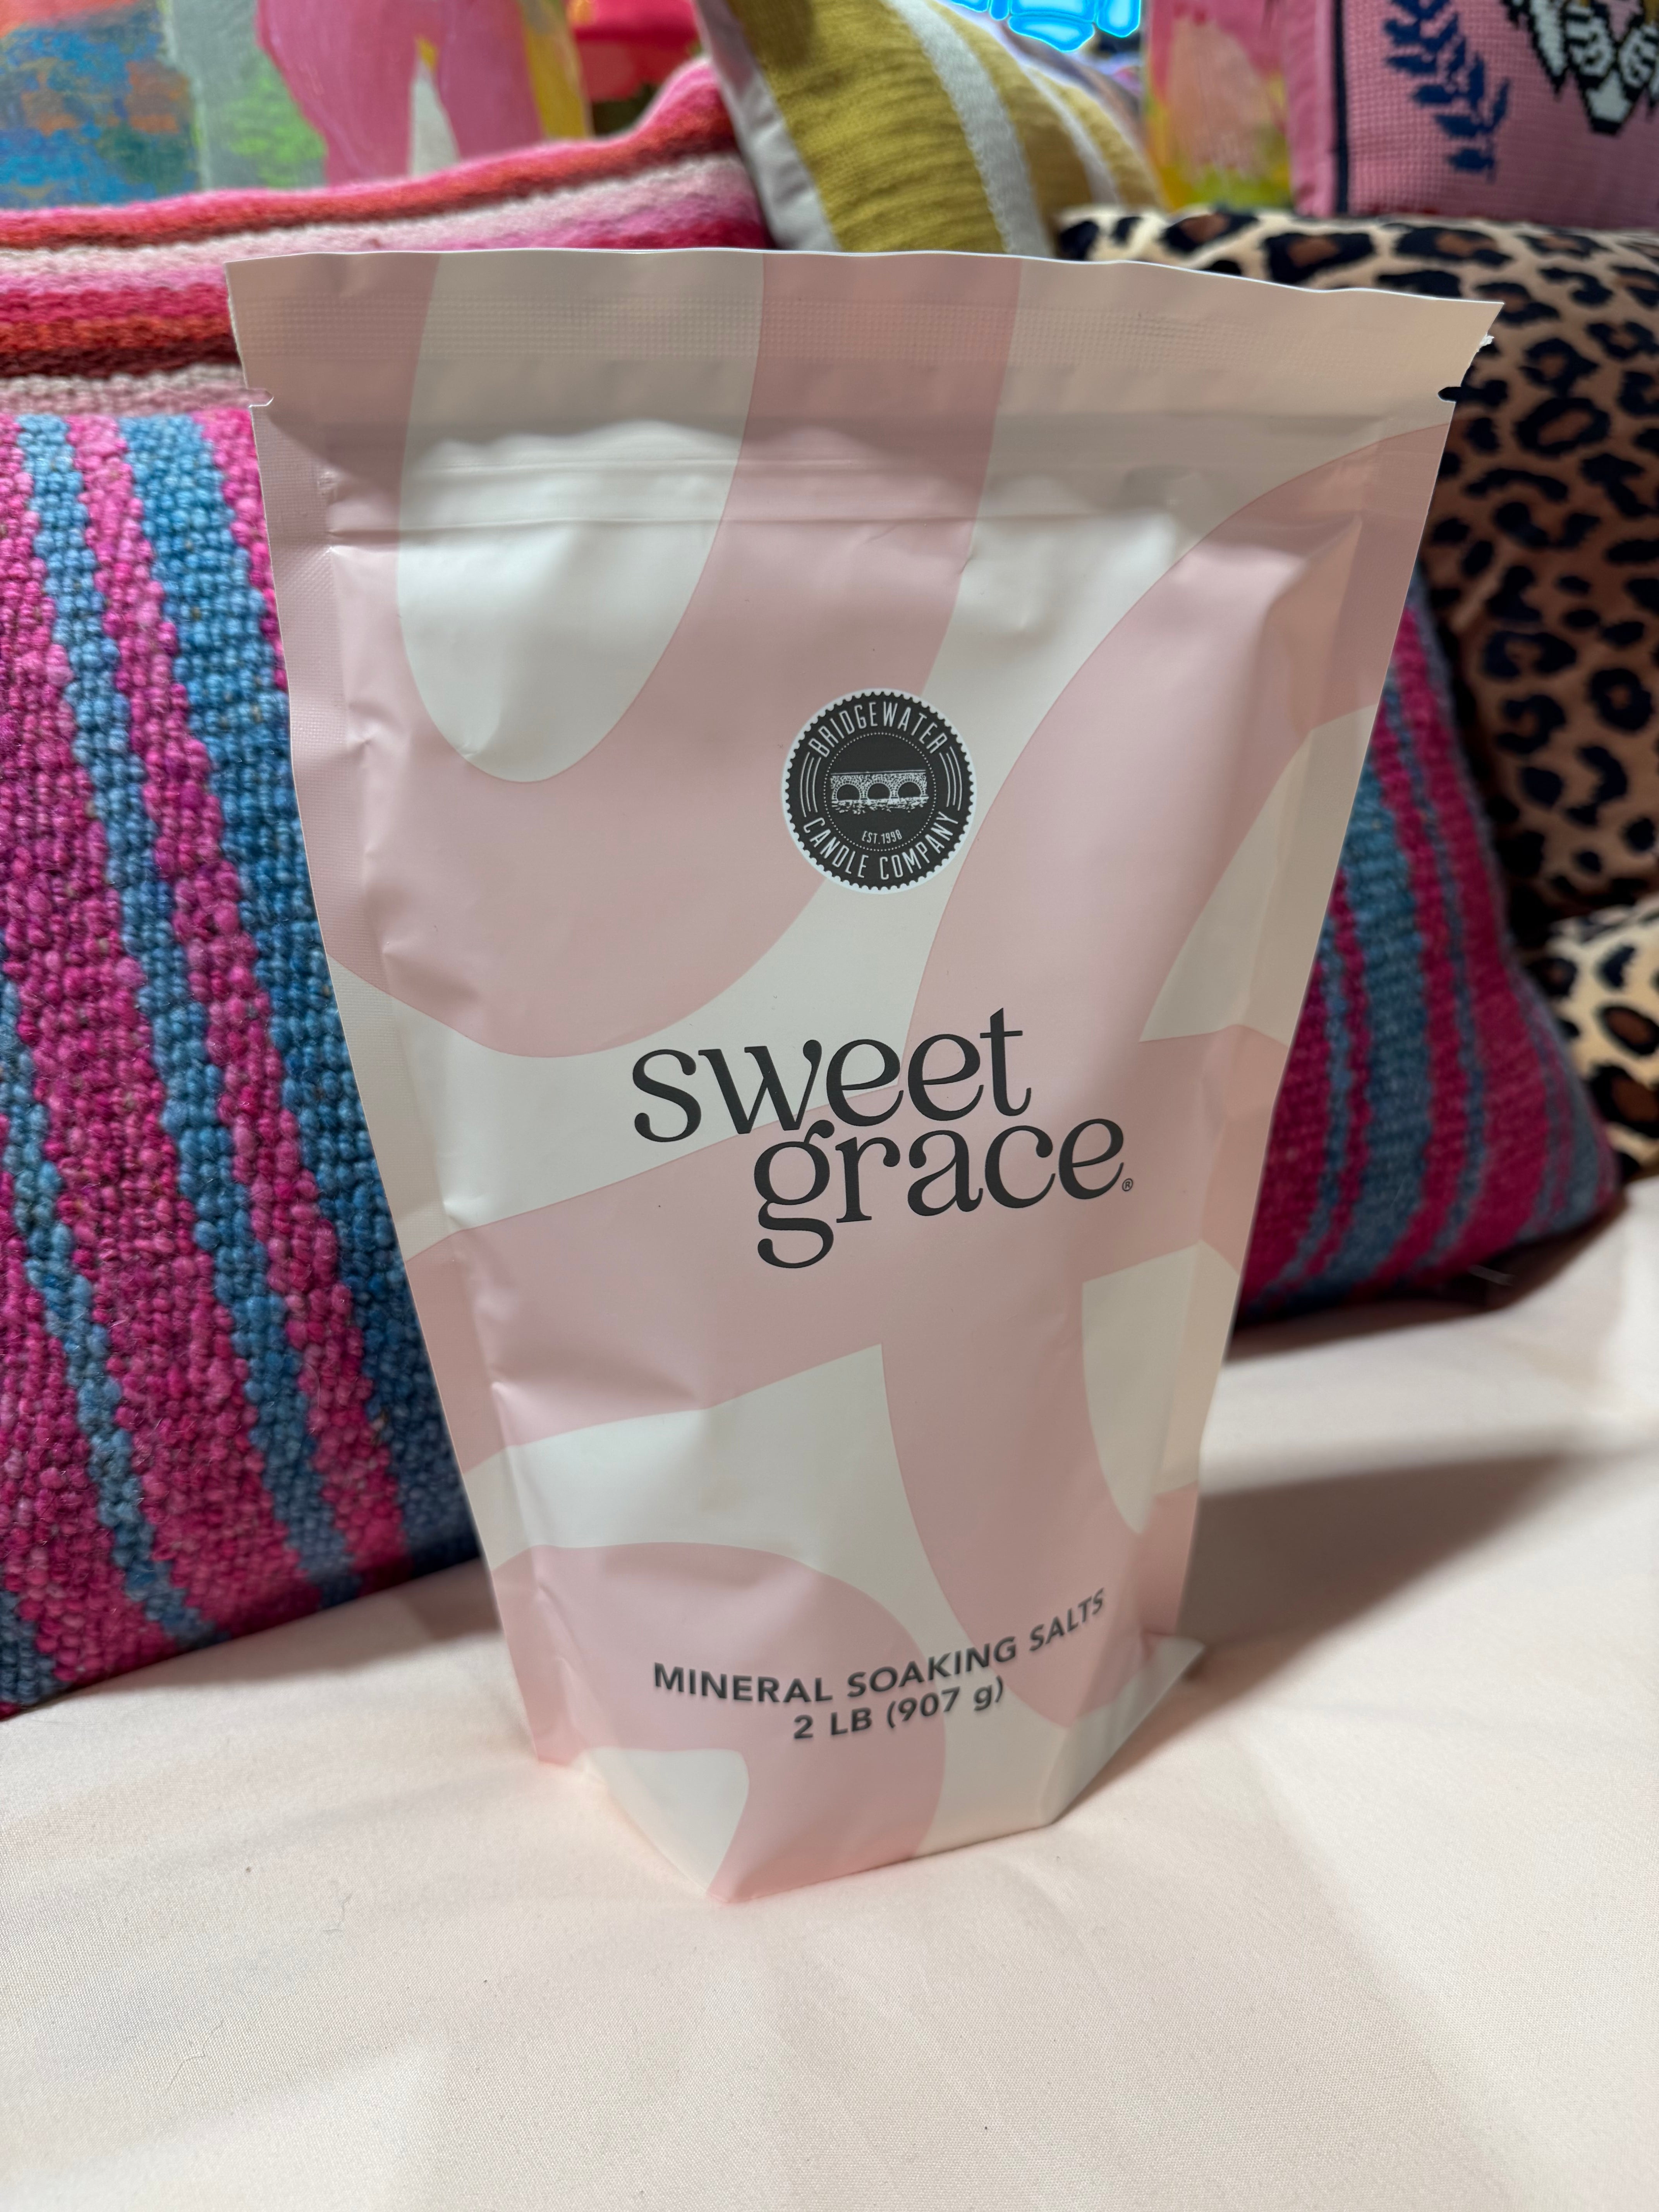 BRIDGEWATER
EST. 1998
CANDLE COMPANY
sweet
grace®
MINERAL SOAKING SALTS
2 LB (907 g)